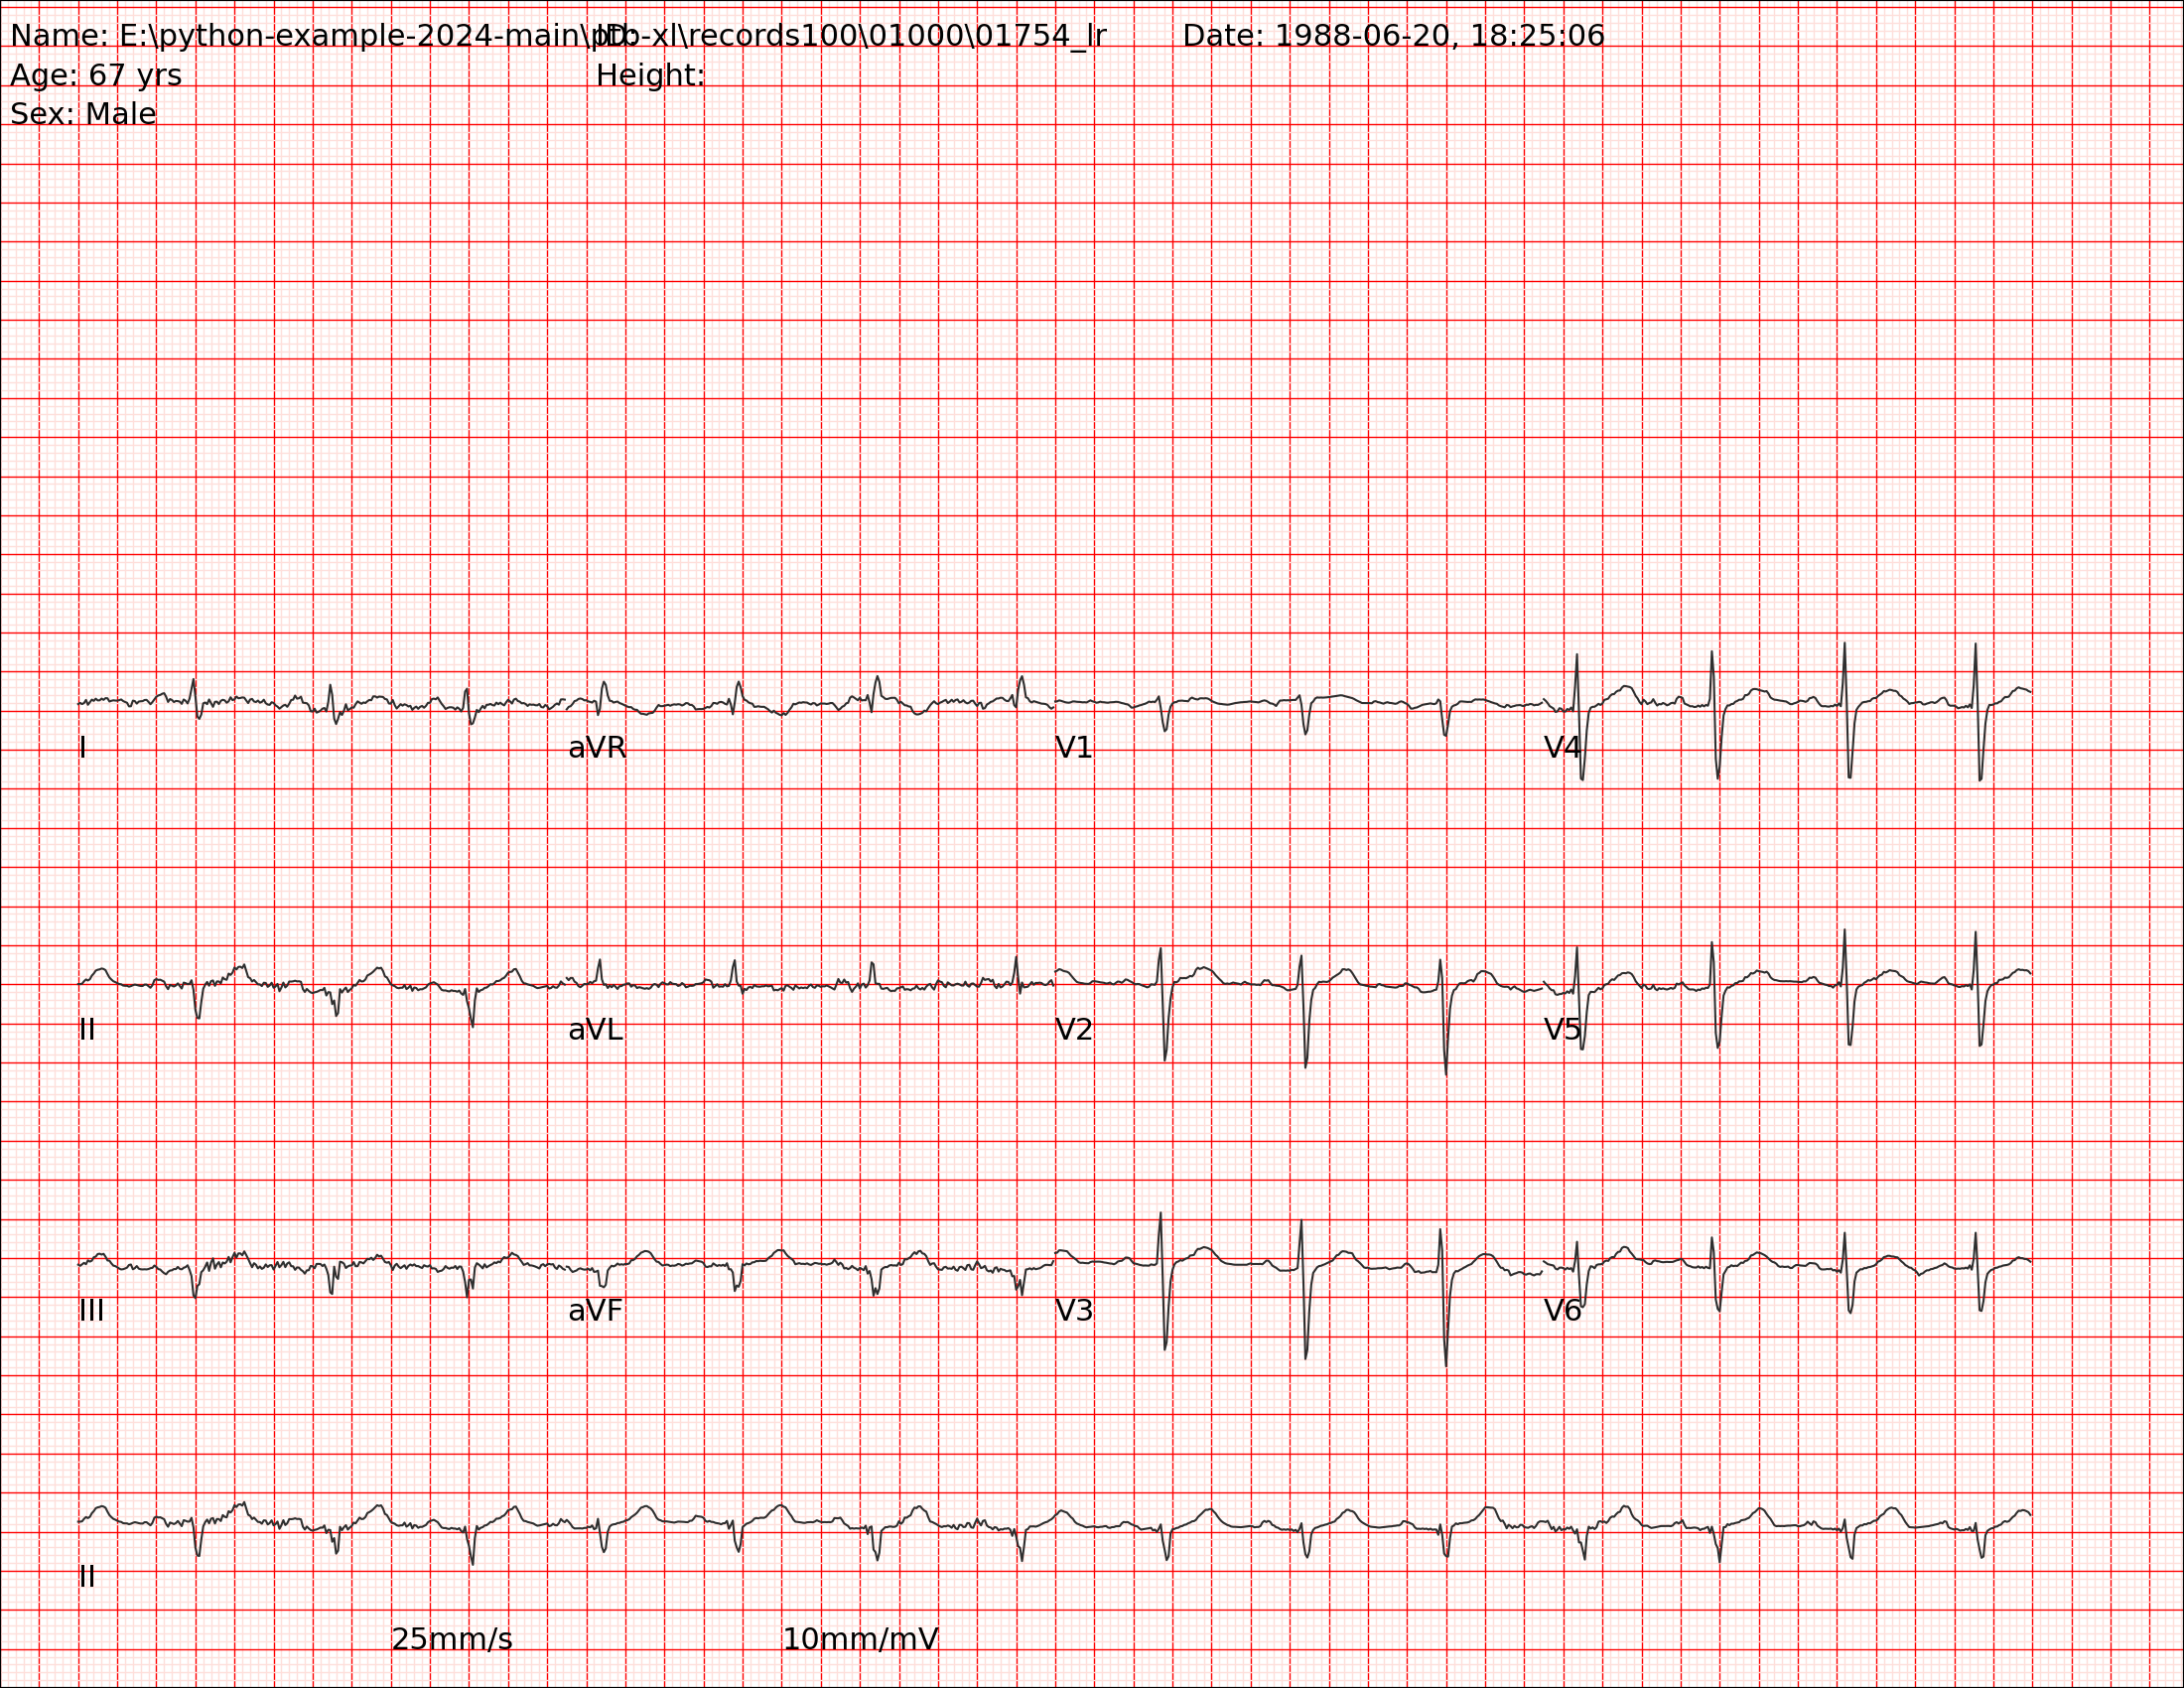 Name: E:\python-example-2024-main\ptb-xl\records100\01000\01754_lr ID: Date: 1988-06-20, 18:25:06
Age: 67 yrs Height:
Sex: Male
I aVR V1 V4
II aVL V2 V5
III aVF V3 V6
II
25mm/s 10mm/mV